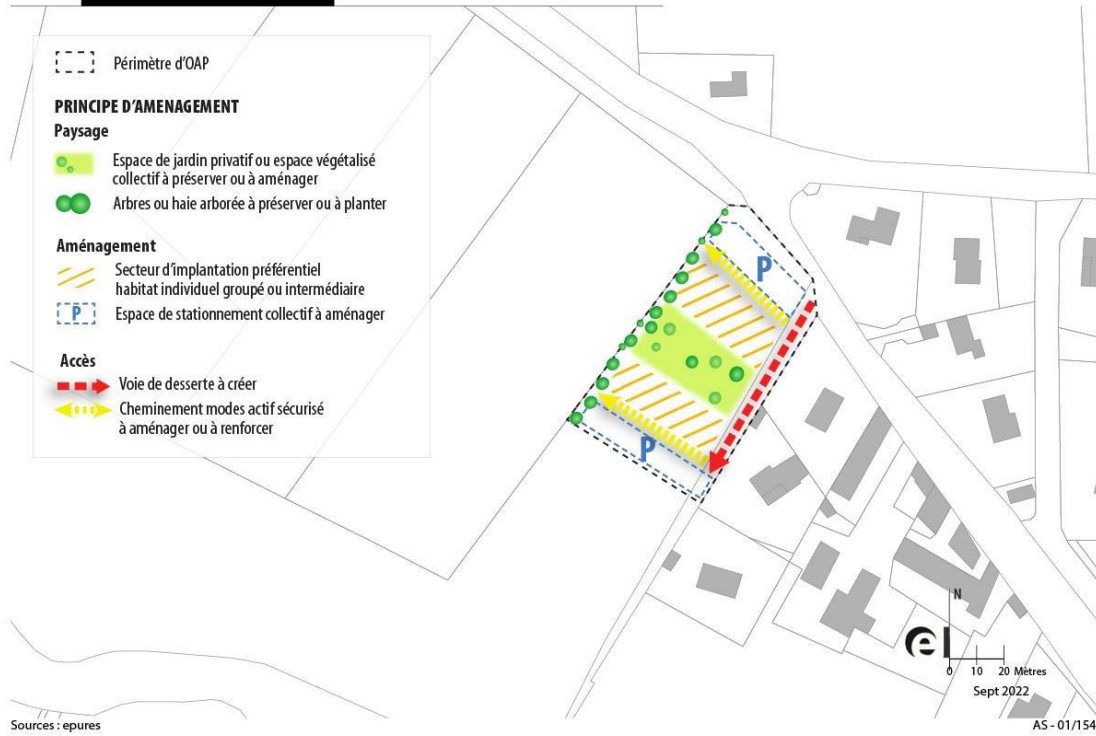 Périmètre d'OAP
PRINCIPE D'AMENAGEMENT
Paysage
Espace de jardin privatif ou espace végétalisé
collectif à préserver ou à aménager
Arbres ou haie arborée à préserver ou à planter
Aménagement
Secteur d'implantation préférentiel
habitat individuel groupé ou intermédiaire
P
Espace de stationnement collectif à aménager
Accès
Voie de desserte à créer
Cheminement modes actif sécurisé
à aménager ou à renforcer
P
P
N
e
0 10 20 Mètres
Sept 2022
Sources : epures
AS - 01/154